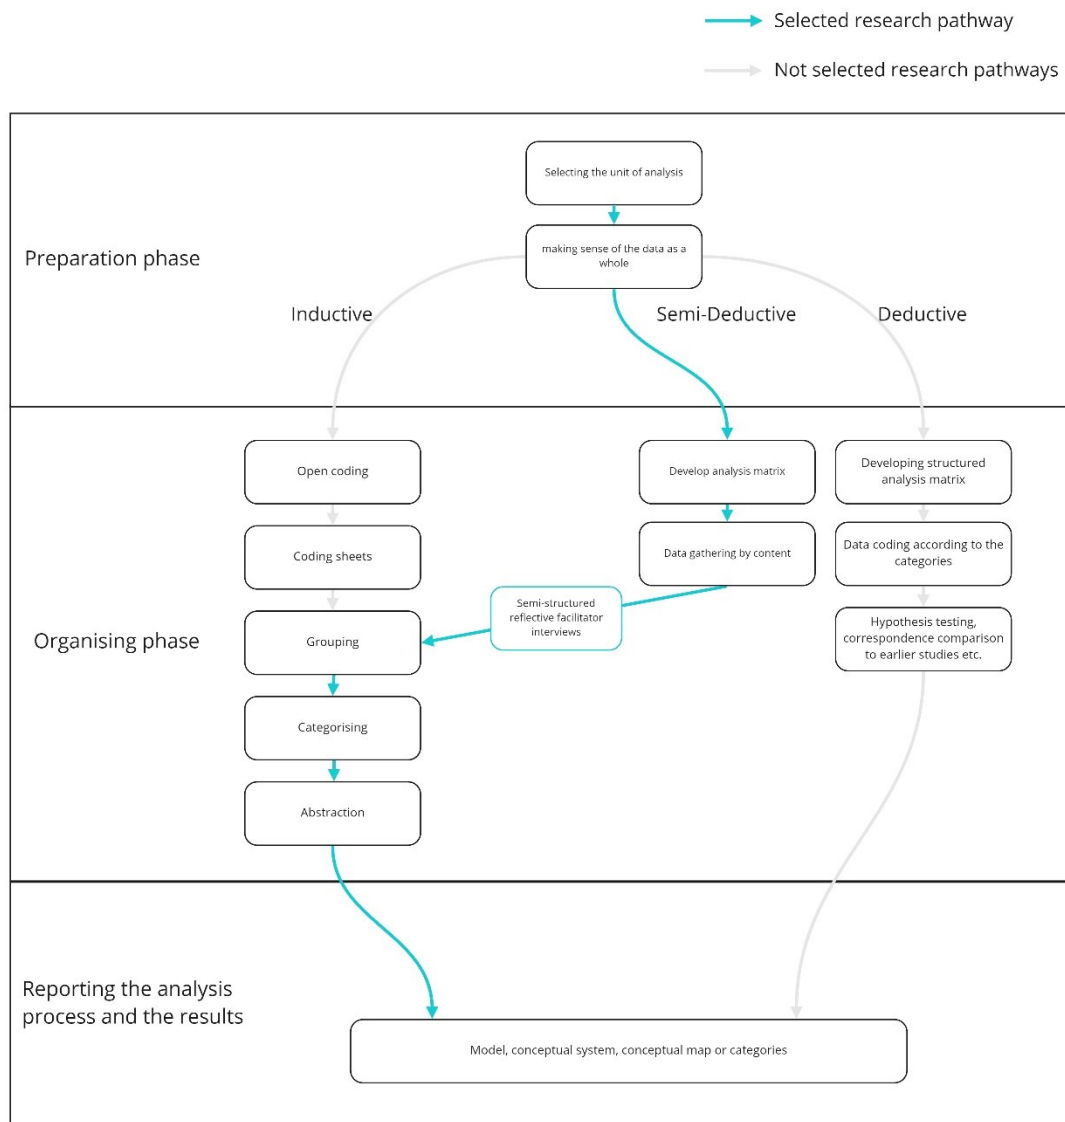 Selected research pathway
Not selected research pathways
Selecting the unit of analysis
making sense of the data as a
whole
Preparation phase
Inductive
Semi-Deductive
Deductive
Open coding
Develop analysis matrix
Developing structured
analysis matrix
Coding sheets
Data gathering by content
Data coding according to the
categories
Semi-structured
reflective facilitator
interviews
Organising phase
Grouping
Hypothesis testing,
correspondence comparison
to earlier studies etc.
Categorising
Abstraction
Reporting the analysis
process and the results
Model, conceptual system, conceptual map or categories